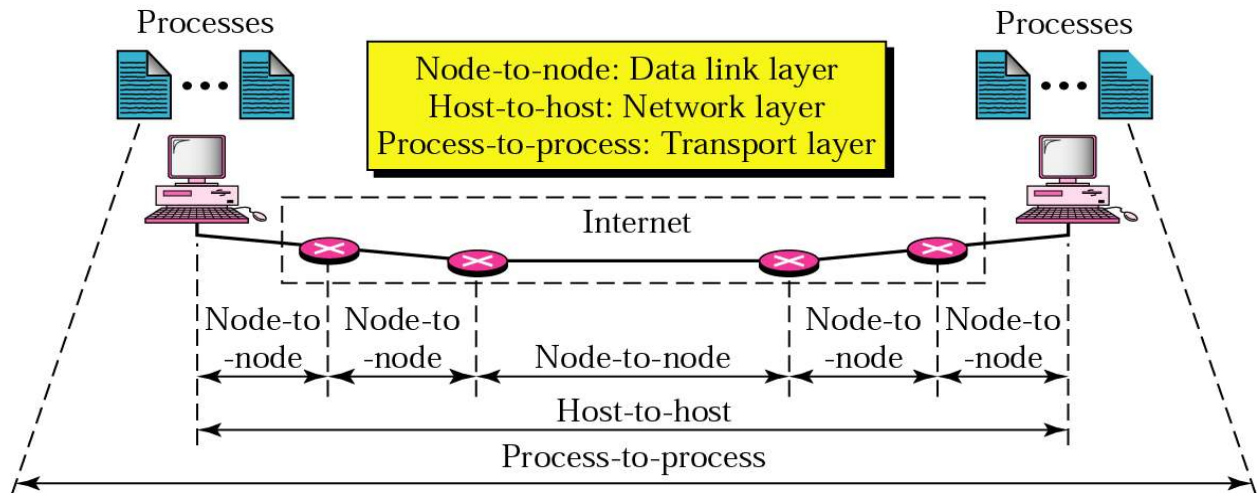 Processes
Processes
Node-to-node: Data link layer
Host-to-host: Network layer
Process-to-process: Transport layer
Internet
Node-to
-node
Node-to
-node
Node-to-node
Node-to
-node
Node-to
-node
Host-to-host
Process-to-process